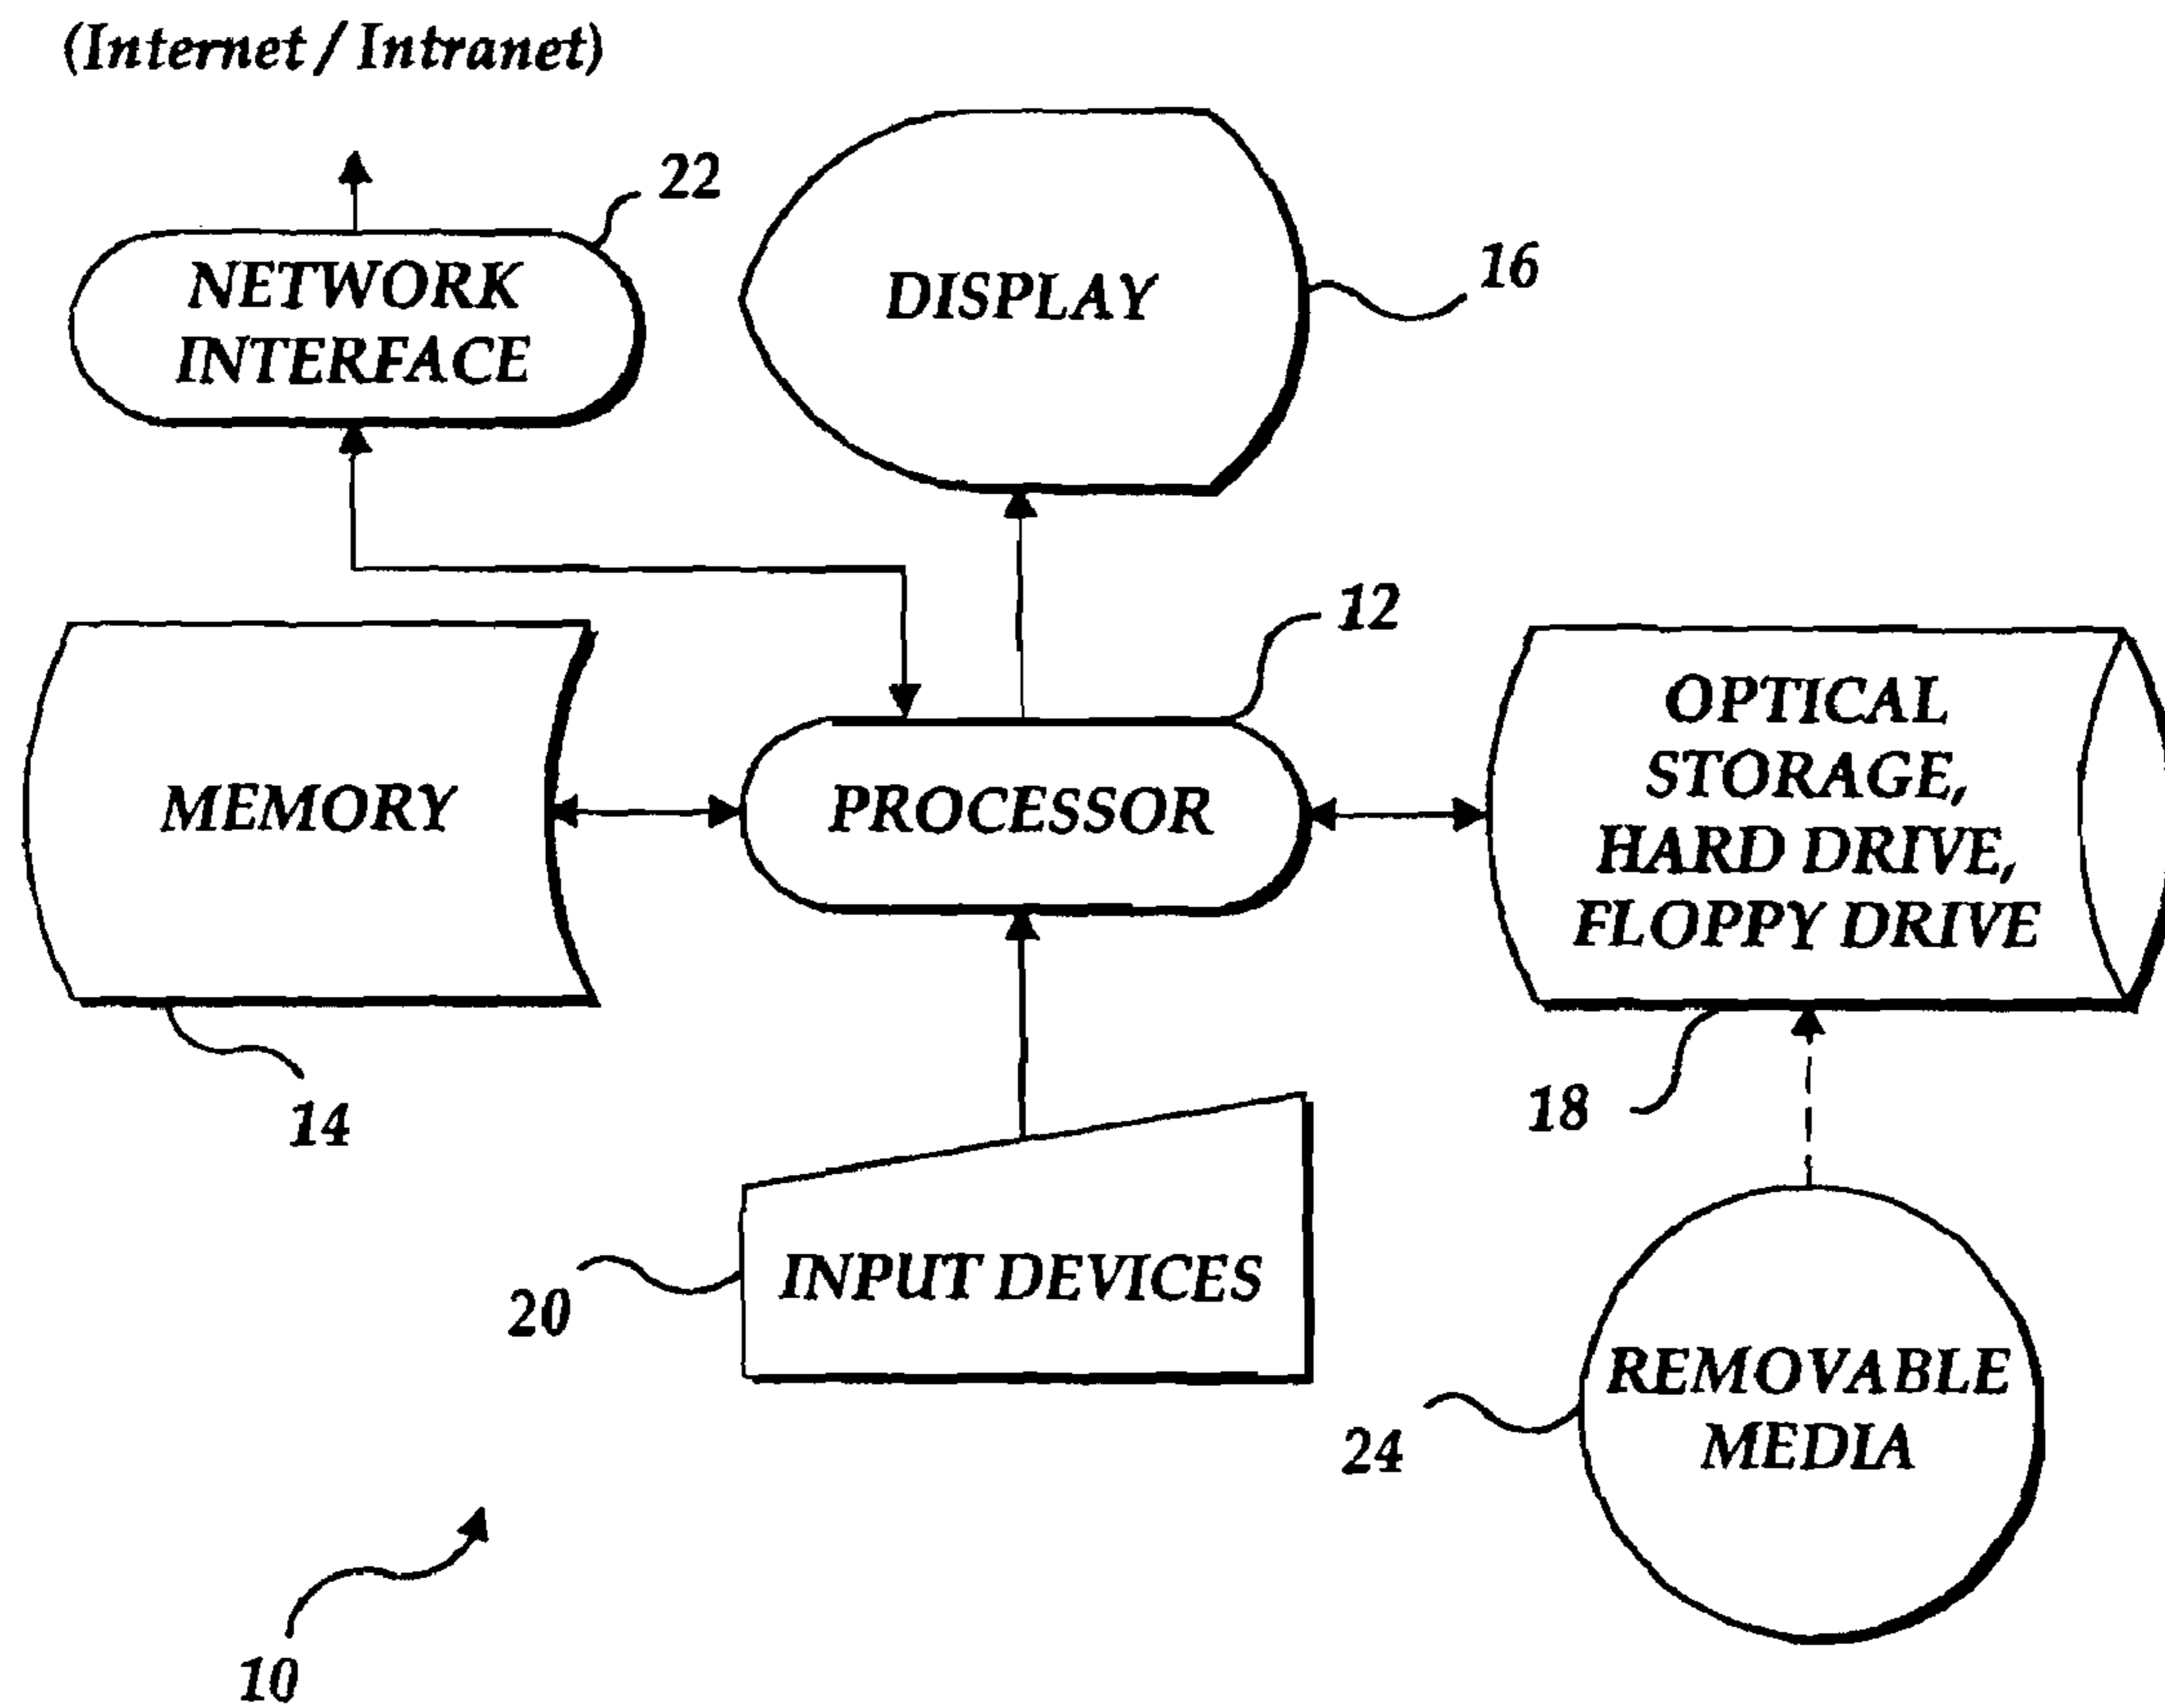 (Internet / Intranet)
22
NETWORK
INTERFACE
DISPLAY
16
12
MEMORY
PROCESSOR
OPTICAL
STORAGE,
HARD DRIVE,
FLOPPY DRIVE
14
18
20
INPUT DEVICES
24
REMOVABLE
MEDIA
10